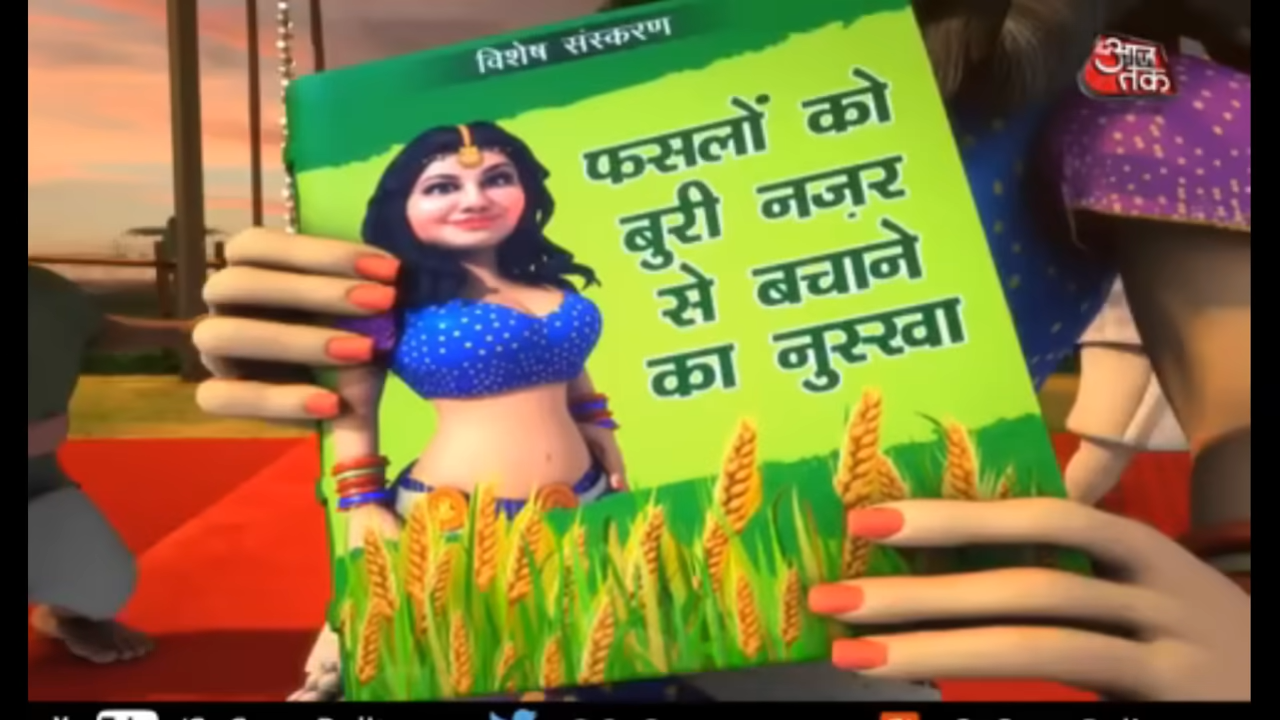 विशेष संस्करण
आज
तक
फसलों को
बुरी नज़र
से बचाने
का नुस्खा